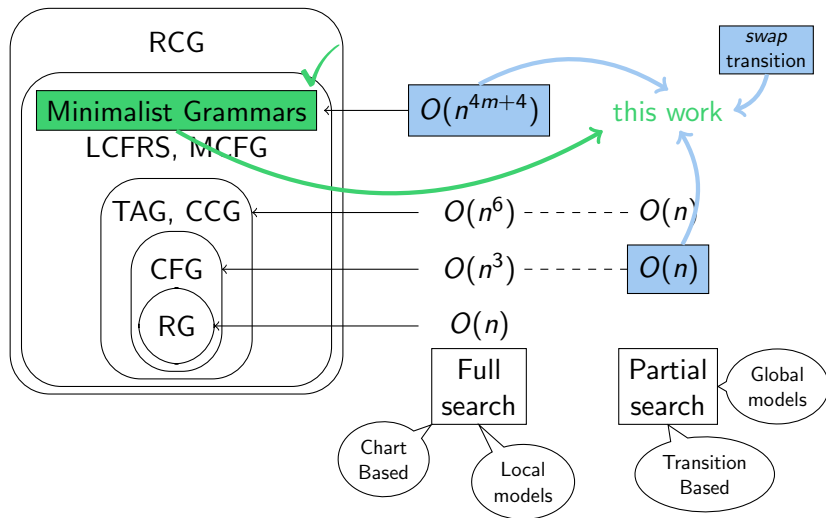 RCG
swap
transition
Minimalist Grammars
O(n^{4m+4})
this work
LCFRS, MCFG
TAG, CCG
O(n^6)
O(n)
CFG
O(n^3)
O(n)
RG
O(n)
Full
search
Partial
search
Global
models
Chart
Based
Local
models
Transition
Based